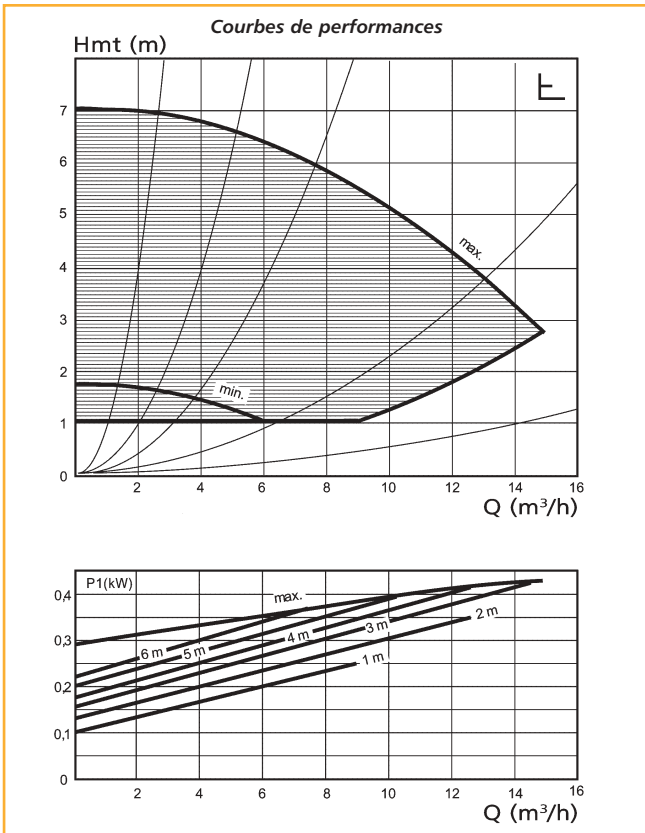 Courbes de performances
Hmt (m)
7
6
5
4
3
2
1
0
max.
min.
2 4 6 8 10 12 14 16
Q (m³/h)
P1(kW)
0,4
0,3
0,2
0,1
0
max.
6 m
5 m
4 m
3 m
2 m
1 m
2 4 6 8 10 12 14 16
Q (m³/h)